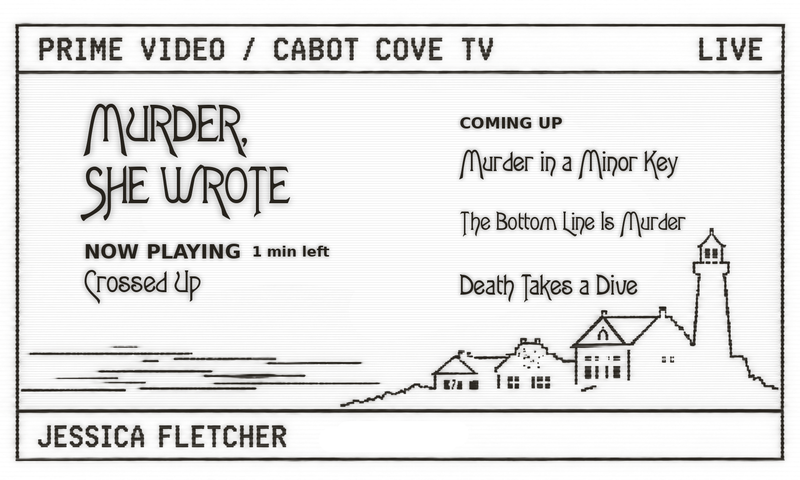 PRIME VIDEO / CABOT COVE TV LIVE
MURDER,
SHE WROTE
NOW PLAYING 1 min left
Crossed Up
COMING UP
Murder in a Minor Key
The Bottom Line Is Murder
Death Takes a Dive
JESSICA FLETCHER